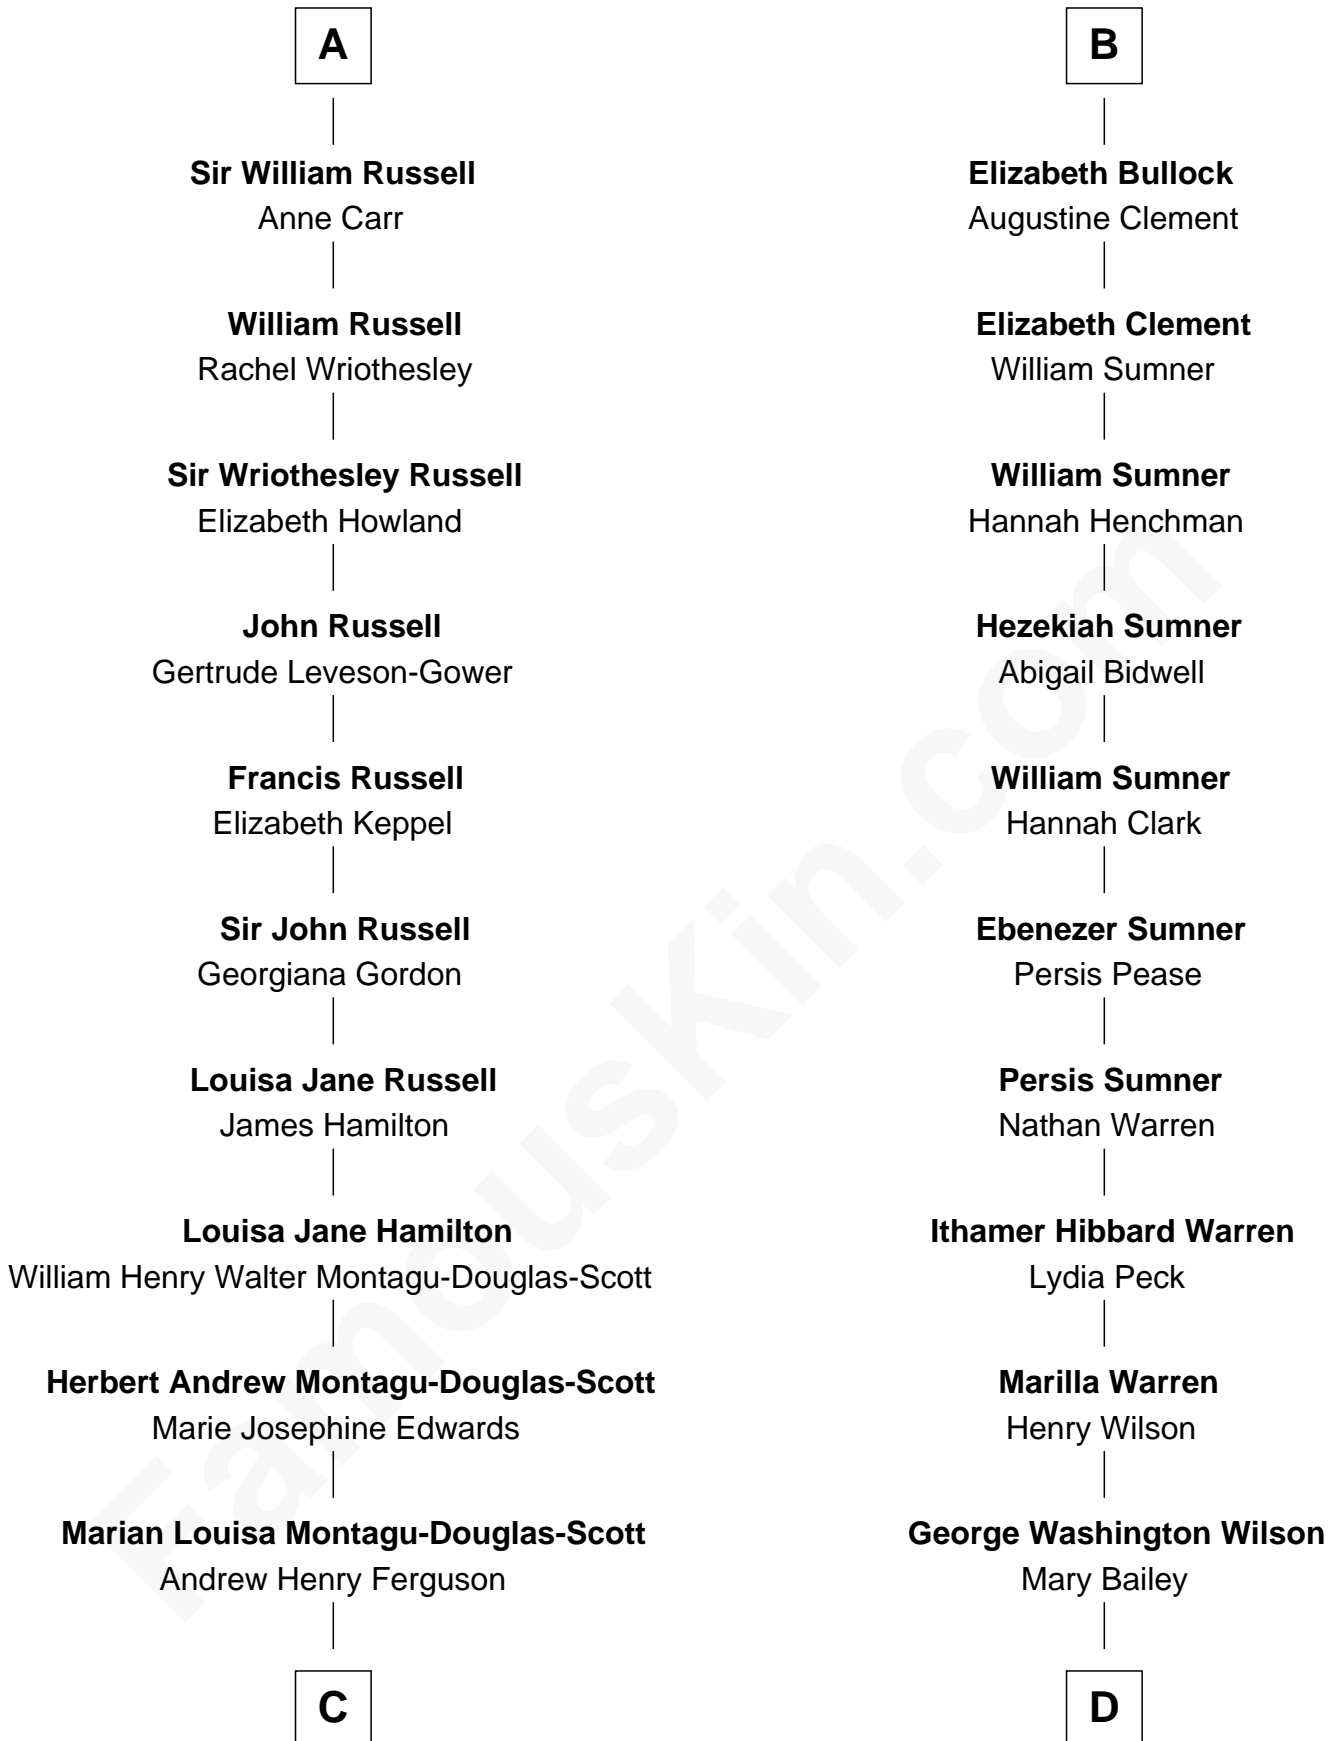 A
Sir William Russell
Anne Carr
William Russell
Rachel Wriothesley
Sir Wriothesley Russell
Elizabeth Howland
John Russell
Gertrude Leveson-Gower
Francis Russell
Elizabeth Keppel
Sir John Russell
Georgiana Gordon
Louisa Jane Russell
James Hamilton
Louisa Jane Hamilton
William Henry Walter Montagu-Douglas-Scott
Herbert Andrew Montagu-Douglas-Scott
Marie Josephine Edwards
Marian Louisa Montagu-Douglas-Scott
Andrew Henry Ferguson
C
B
Elizabeth Bullock
Augustine Clement
Elizabeth Clement
William Sumner
William Sumner
Hannah Henchman
Hezekiah Sumner
Abigail Bidwell
William Sumner
Hannah Clark
Ebenezer Sumner
Persis Pease
Persis Sumner
Nathan Warren
Ithamer Hibbard Warren
Lydia Peck
Marilla Warren
Henry Wilson
George Washington Wilson
Mary Bailey
D
FamousKin.com